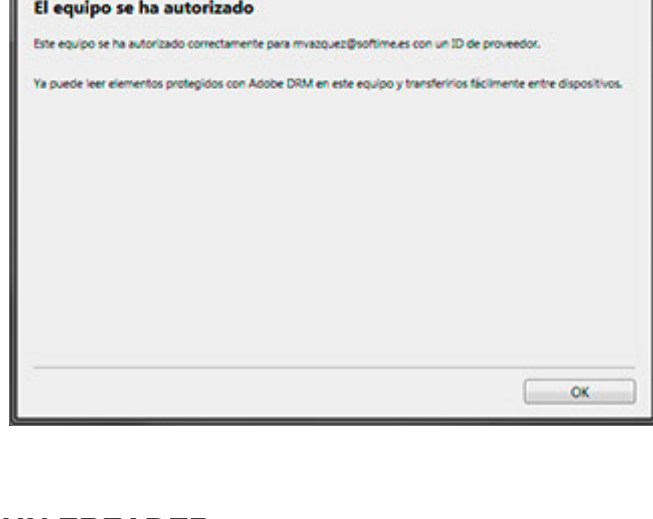 El equipo se ha autorizado
Este equipo se ha autorizado correctamente para mvazquez@softime.es con un ID de proveedor.
Ya puede leer elementos protegidos con Adobe DRM en este equipo y transferirlos fácilmente entre dispositivos.
OK